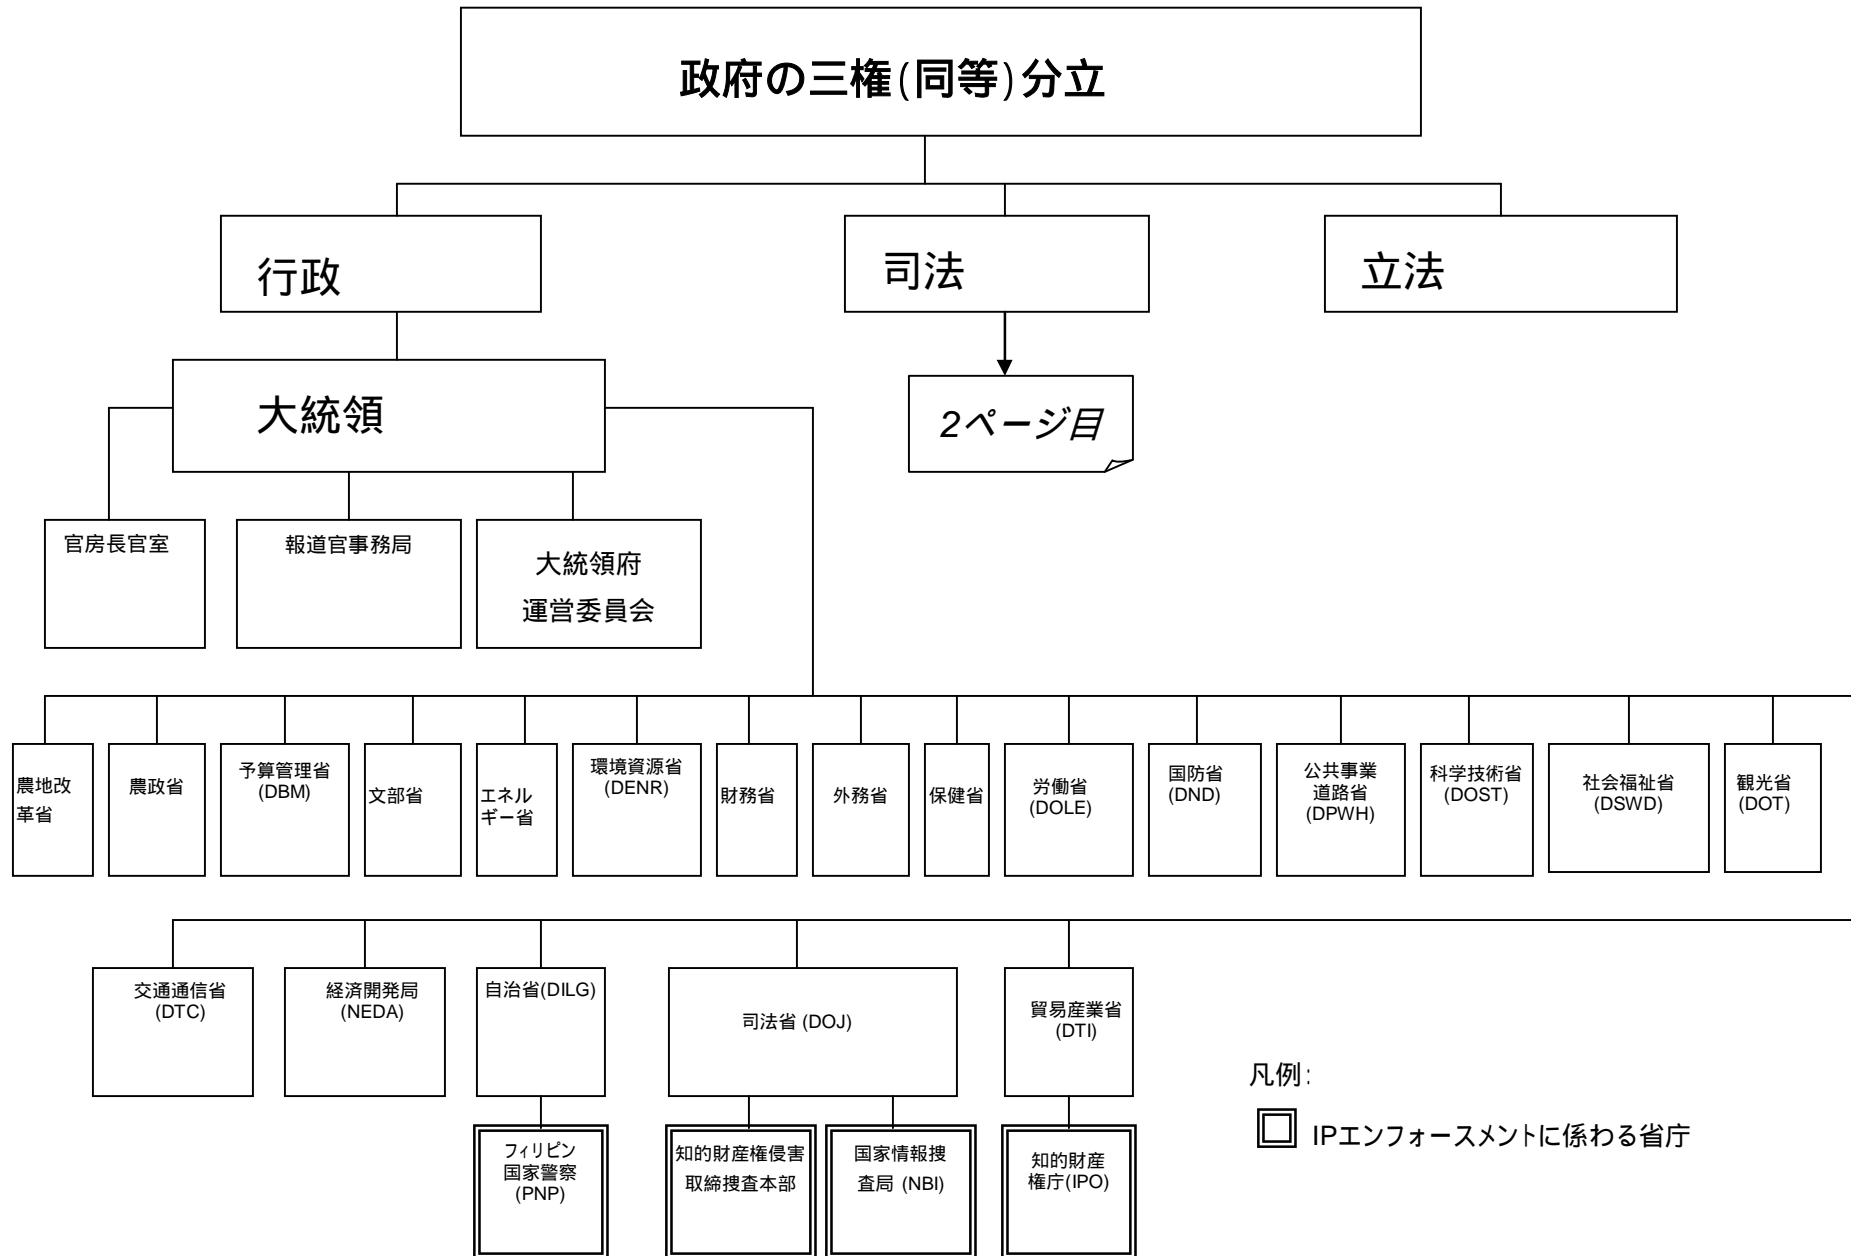 政府の三権(同等)分立
行政
司法
立法
大統領
2ページ目
官房長官室
報道官事務局
大統領府
運営委員会
農地改
革省
農政省
予算管理省
(DBM)
文部省
エネル
ギー省
環境資源省
(DENR)
財務省
外務省
保健省
労働省
(DOLE)
国防省
(DND)
公共事業
道路省
(DPWH)
科学技術省
(DOST)
社会福祉省
(DSWD)
観光省
(DOT)
交通通信省
(DTC)
経済開発局
(NEDA)
自治省(DILG)
司法省 (DOJ)
貿易産業省
(DTI)
フィリピン
国家警察
(PNP)
知的財産権侵害
取締捜査本部
国家情報捜
査局 (NBI)
知的財産
権庁(IPO)
凡例:
IPエンフォースメントに係わる省庁